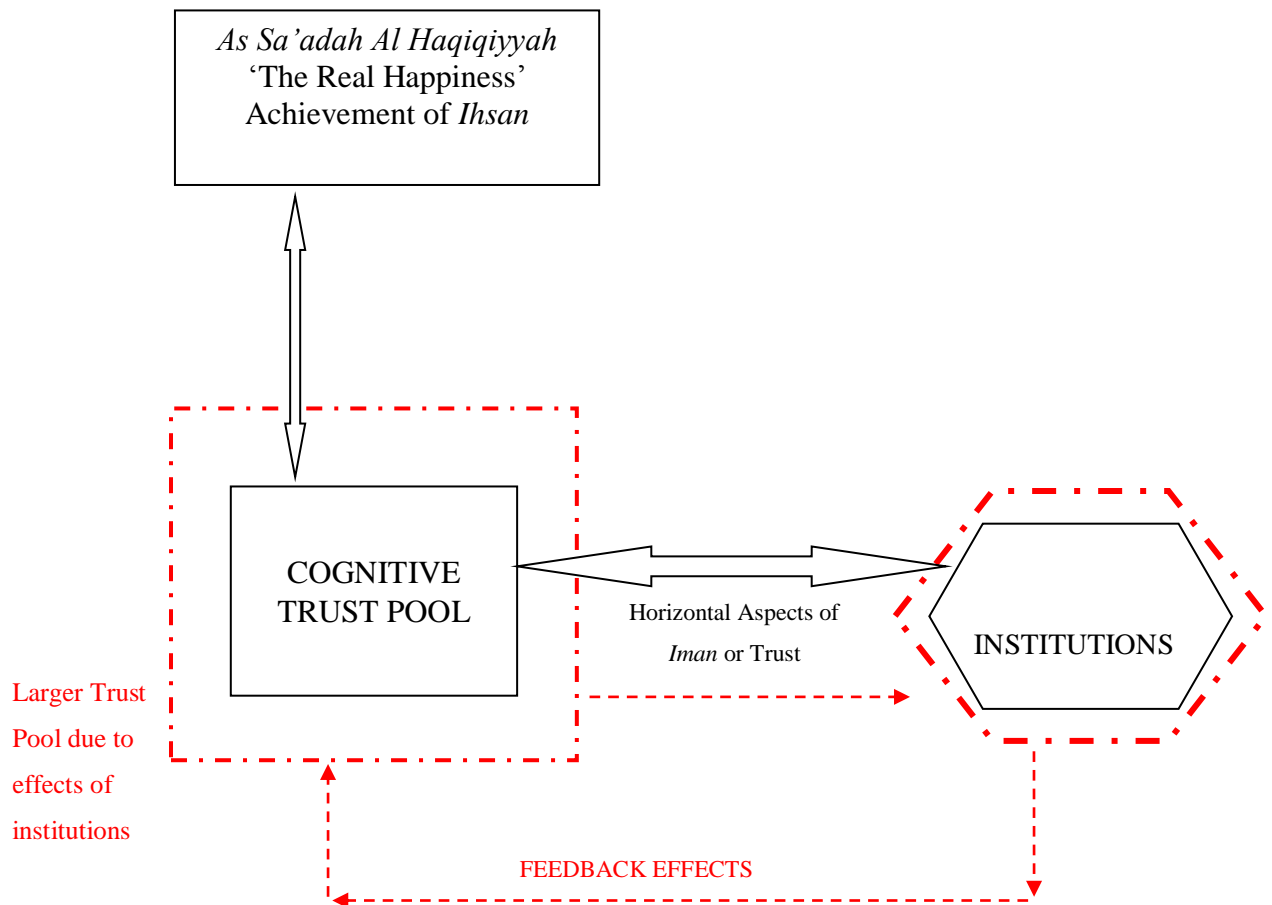 As Sa’adah Al Haqiqiyyah
‘The Real Happiness’
Achievement of Ihsan
COGNITIVE
TRUST POOL
Horizontal Aspects of
Iman or Trust
INSTITUTIONS
Larger Trust
Pool due to
effects of
institutions
FEEDBACK EFFECTS